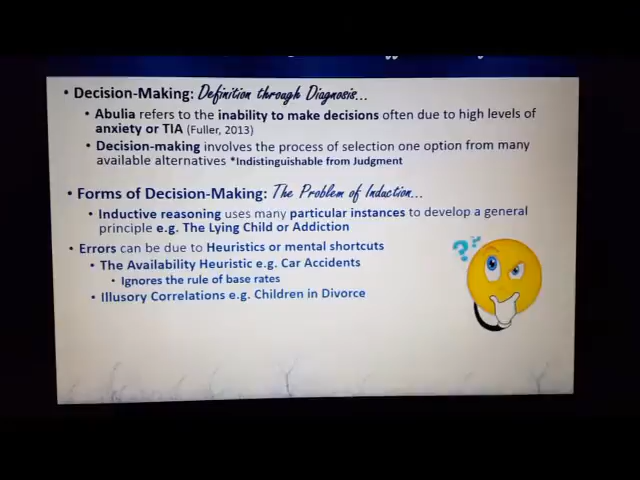 • Decision-Making: Definition through Diagnosis...
• Abulia refers to the inability to make decisions often due to high levels of
anxiety or TIA (Fuller, 2013)
• Decision-making involves the process of selection one option from many
available alternatives *Indistinguishable from Judgment
• Forms of Decision-Making: The Problem of Induction...
• Inductive reasoning uses many particular instances to develop a general
principle e.g. The Lying Child or Addiction
• Errors can be due to Heuristics or mental shortcuts
• The Availability Heuristic e.g. Car Accidents
• Ignores the rule of base rates
• Illusory Correlations e.g. Children in Divorce
? ?